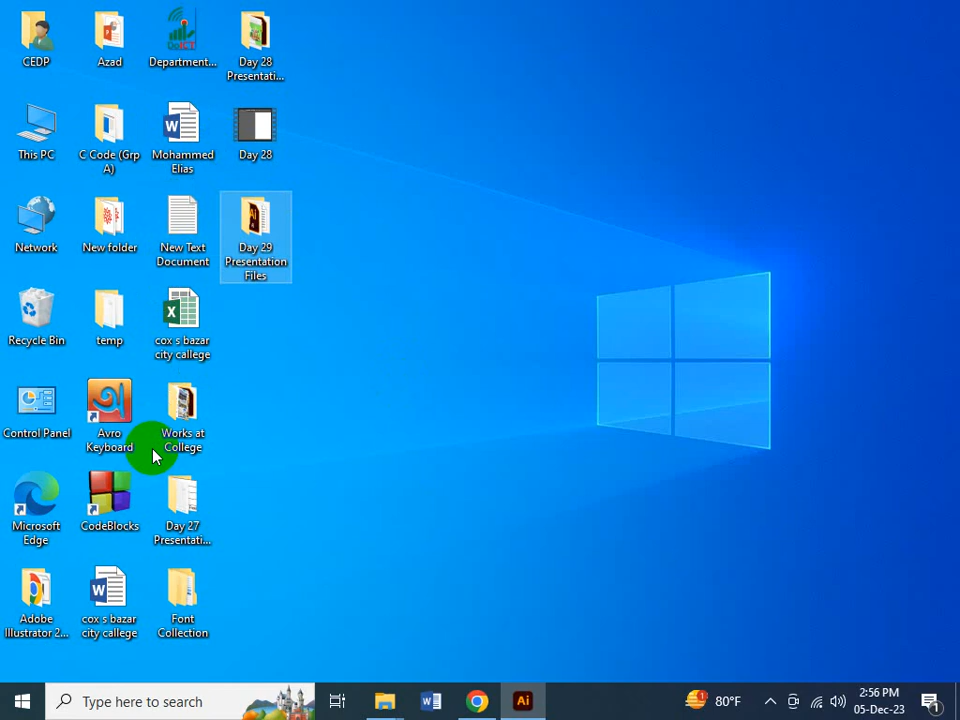 CEDP
Azad
Department...
Day 28
Presentati...
This PC
C Code (Grp
A)
Mohammed
Elias
Day 28
Network
New folder
New Text
Document
Day 29
Presentation
Files
Recycle Bin
temp
cox s bazar
city callege
Control Panel
Avro
Keyboard
Works at
College
Microsoft
Edge
CodeBlocks
Day 27
Presentati...
Adobe
Illustrator 2...
cox s bazar
city callege
Font
Collection
Type here to search
80°F
2:56 PM
05-Dec-23